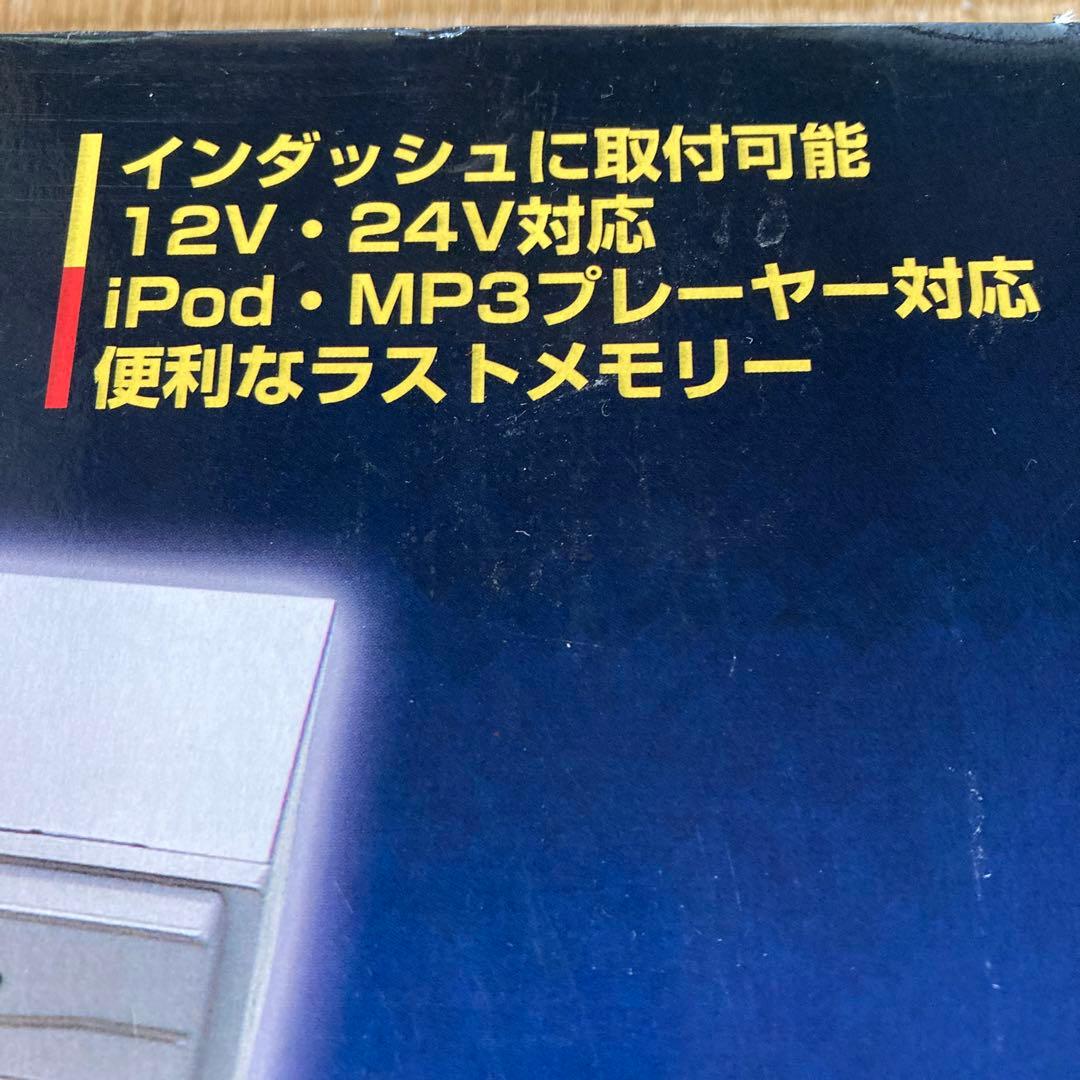 インダッシュに取付可能
12V・24V対応
iPod・MP3プレーヤー対応
便利なラストメモリー